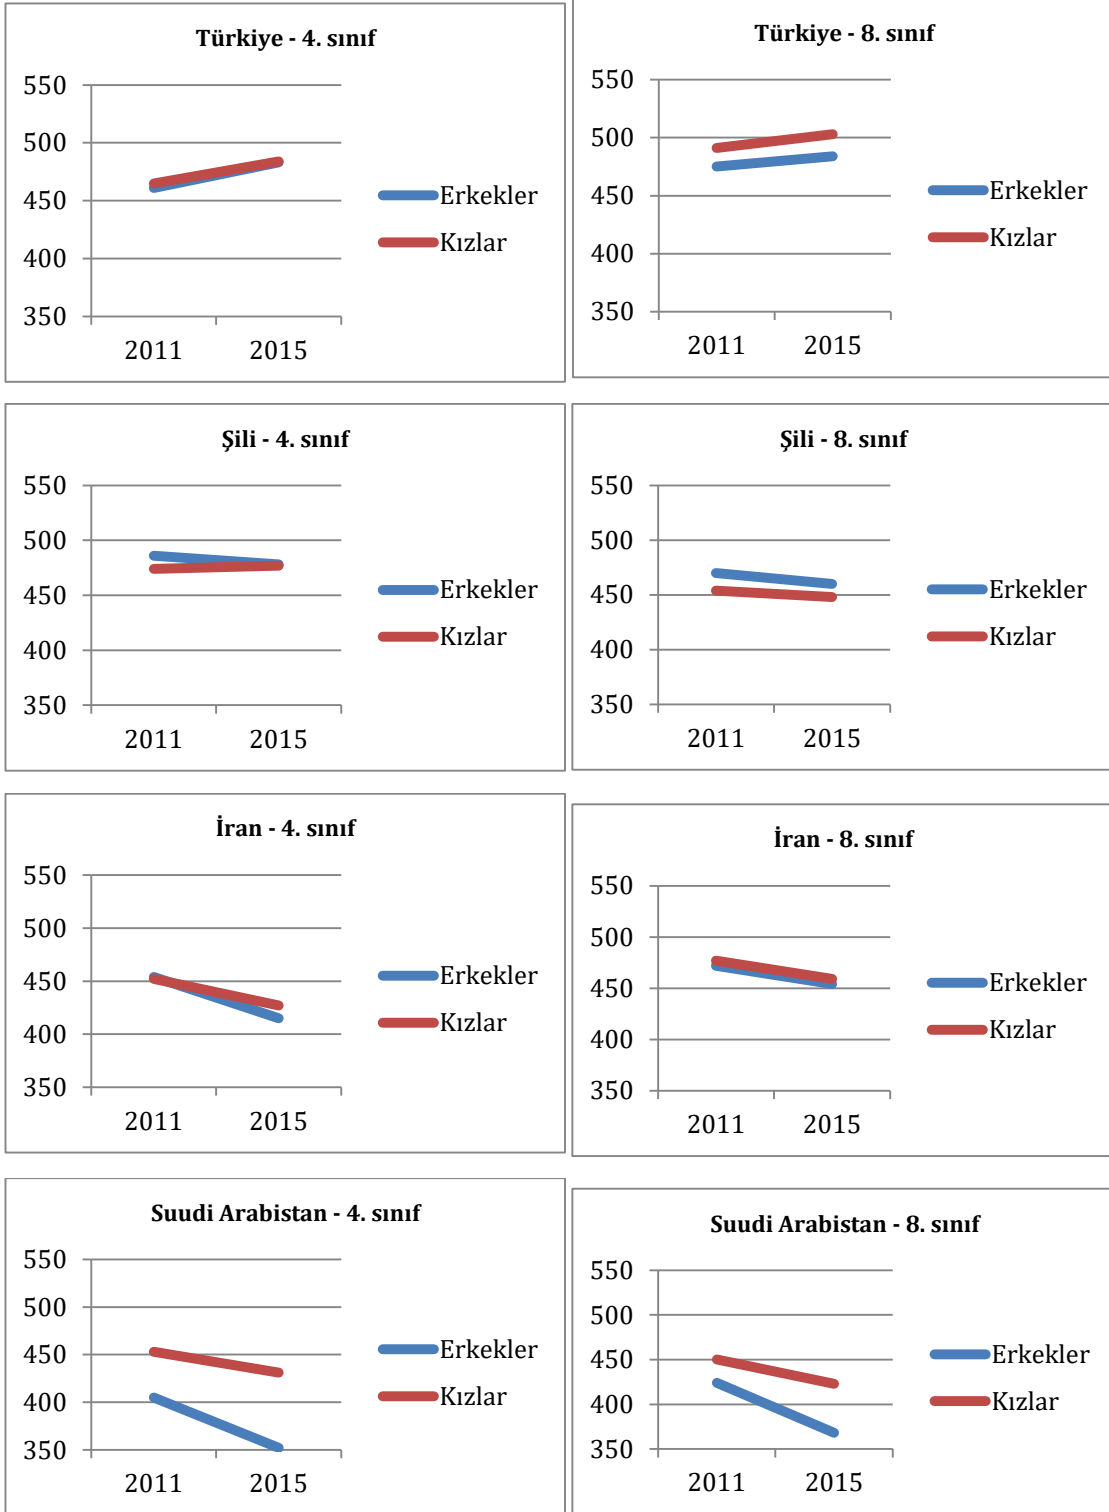 Türkiye - 4. sınıf
550
500
450
400
350
2011 2015
Erkekler
Kızlar
Türkiye - 8. sınıf
550
500
450
400
350
2011 2015
Erkekler
Kızlar
Şili - 4. sınıf
550
500
450
400
350
2011 2015
Erkekler
Kızlar
Şili - 8. sınıf
550
500
450
400
350
2011 2015
Erkekler
Kızlar
İran - 4. sınıf
550
500
450
400
350
2011 2015
Erkekler
Kızlar
İran - 8. sınıf
550
500
450
400
350
2011 2015
Erkekler
Kızlar
Suudi Arabistan - 4. sınıf
550
500
450
400
350
2011 2015
Erkekler
Kızlar
Suudi Arabistan - 8. sınıf
550
500
450
400
350
2011 2015
Erkekler
Kızlar